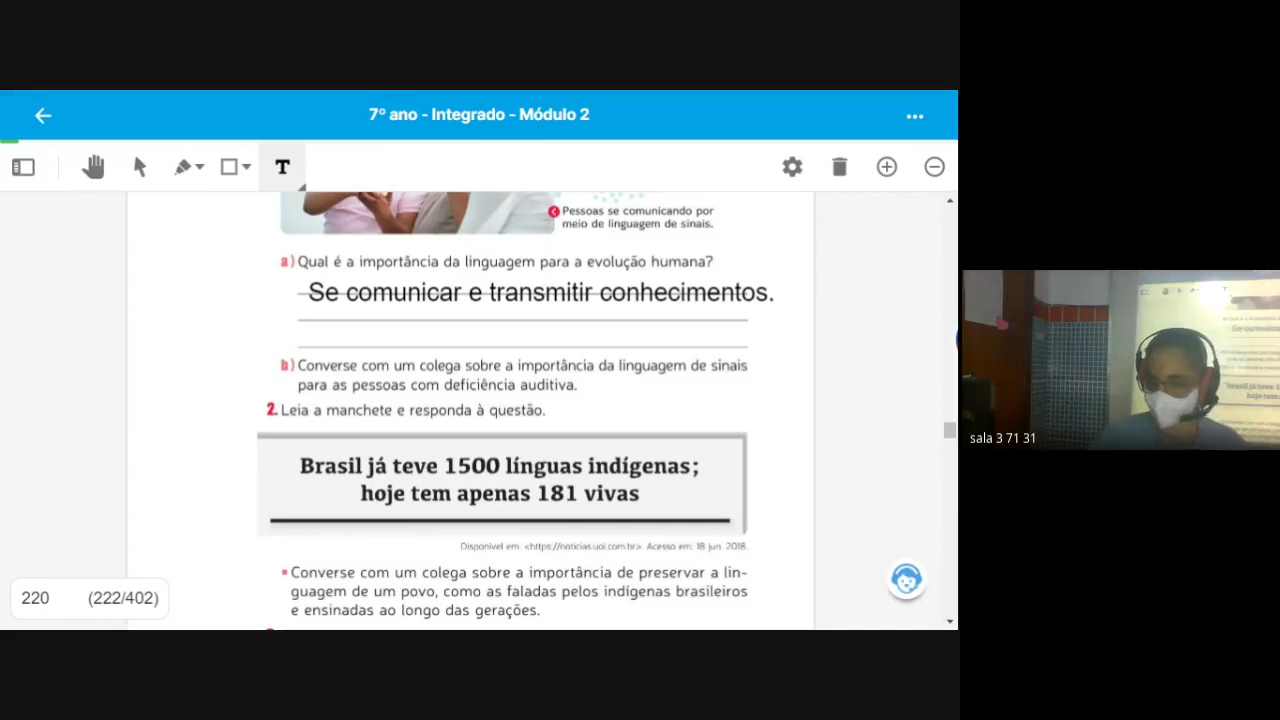 7º ano - Integrado - Módulo 2
T
Pessoas se comunicando por
meio de linguagem de sinais.
a) Qual é a importância da linguagem para a evolução humana?
Se comunicar e transmitir conhecimentos.
b) Converse com um colega sobre a importância da linguagem de sinais
para as pessoas com deficiência auditiva.
2. Leia a manchete e responda à questão.
Brasil já teve 1500 línguas indígenas;
hoje tem apenas 181 vivas
Disponível em: <https://noticias.uol.com.br> Acesso em: 18 jun. 2018.
Converse com um colega sobre a importância de preservar a lin-
guagem de um povo, como as faladas pelos indígenas brasileiros
e ensinadas ao longo das gerações.
220 (222/402)
sala 3 71 31